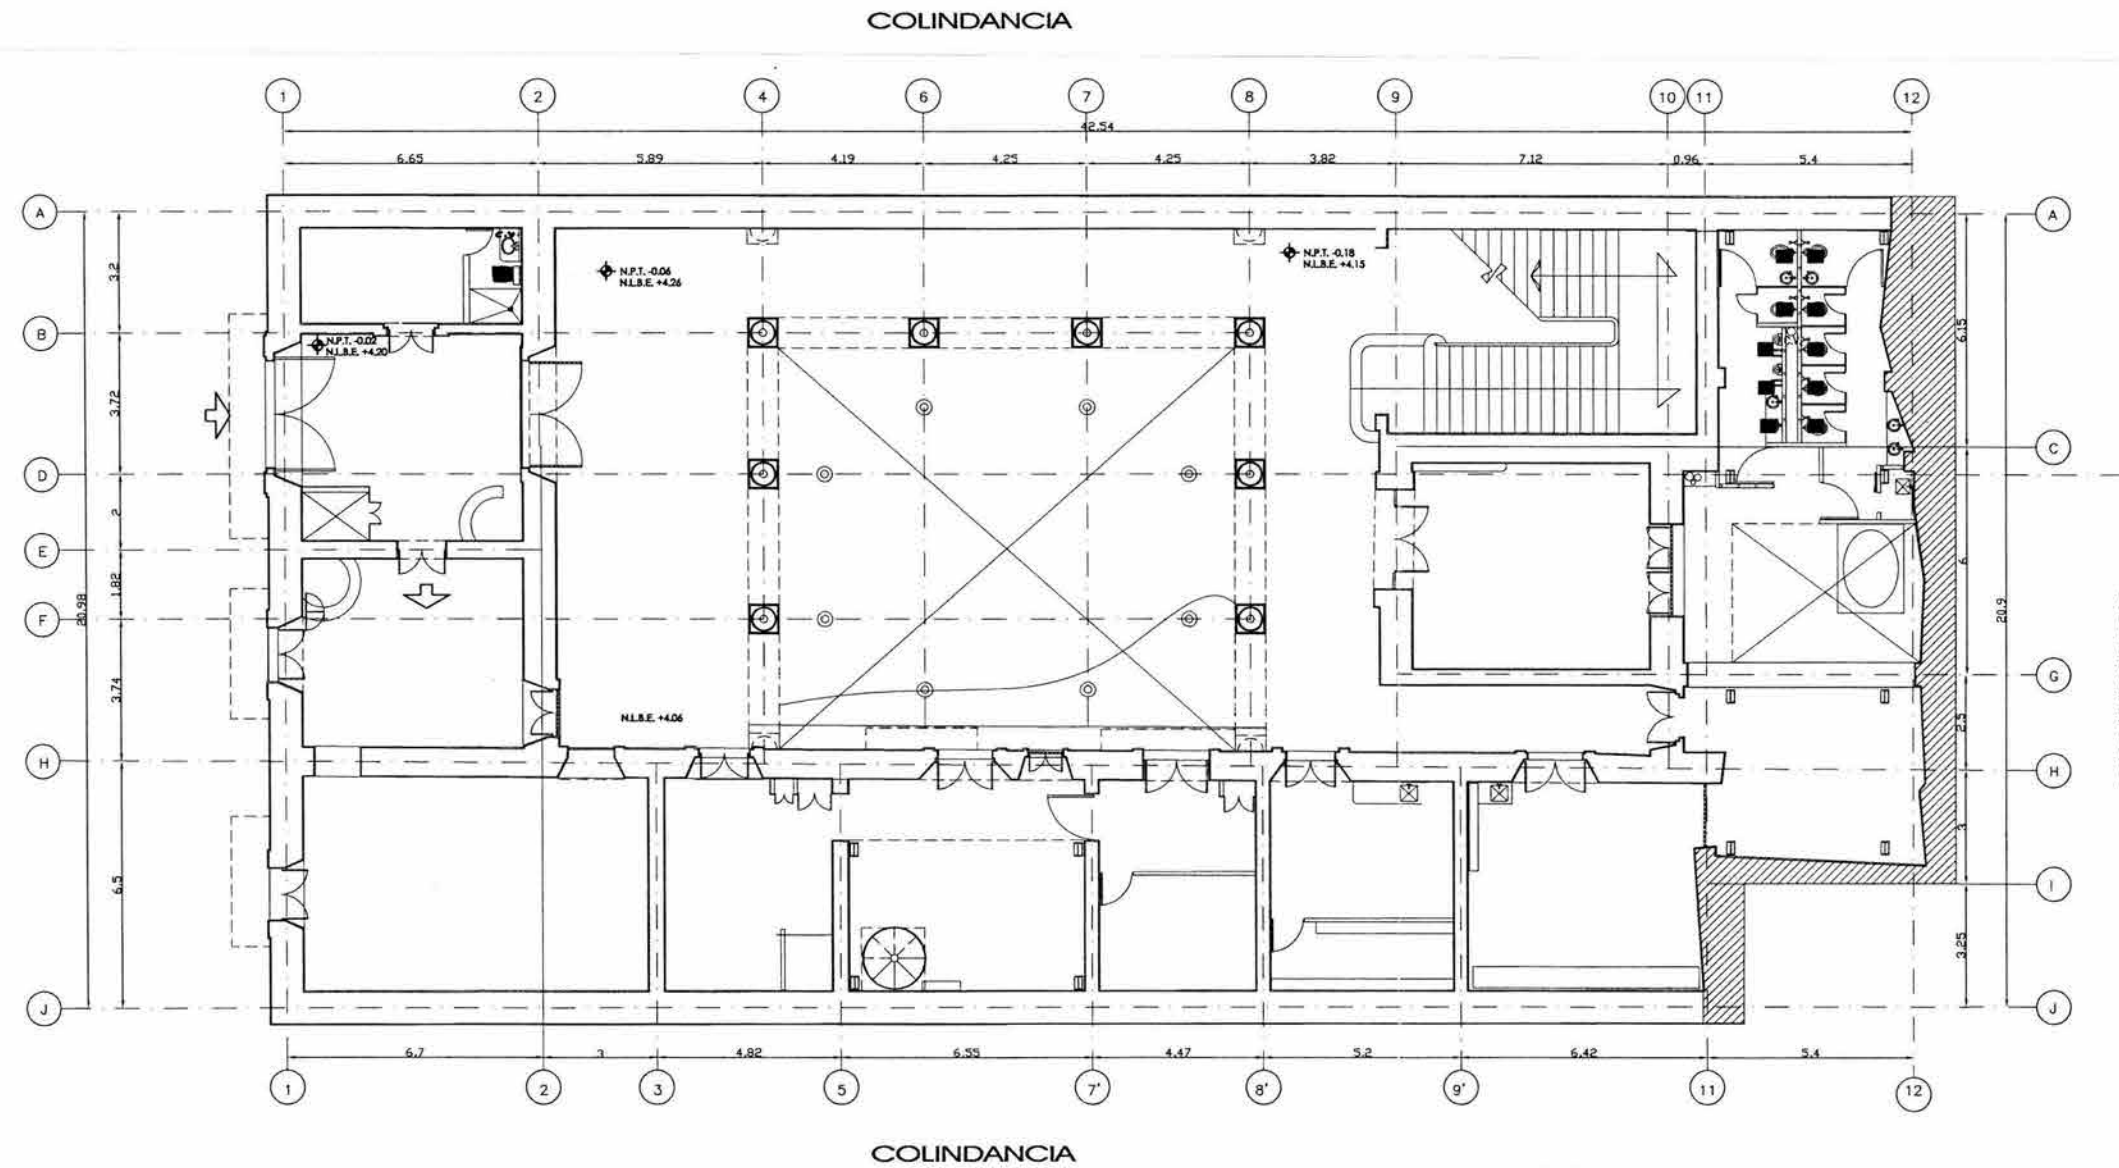 COLINDANCIA
1 2 4 6 7 8 9 10 11 12
42.54
6.65 5.89 4.19 4.25 4.25 3.82 7.12 0.96 5.4
A A
N.P.T. -0.18
N.L.B.E. +4.15
N.P.T. -0.06
N.L.B.E. +4.26
3.2
B
6.15
N.P.T. -0.02
N.L.B.E. +4.20
3.72
C
D
2
E
6
1.82
20.98
20.9
F
G
3.74
N.L.B.E. +4.06
2.5
H H
3
6.5
I
3.25
J J
6.7 3 4.82 6.55 4.47 5.2 6.42 5.4
1 2 3 5 7' 8' 9' 11 12
COLINDANCIA